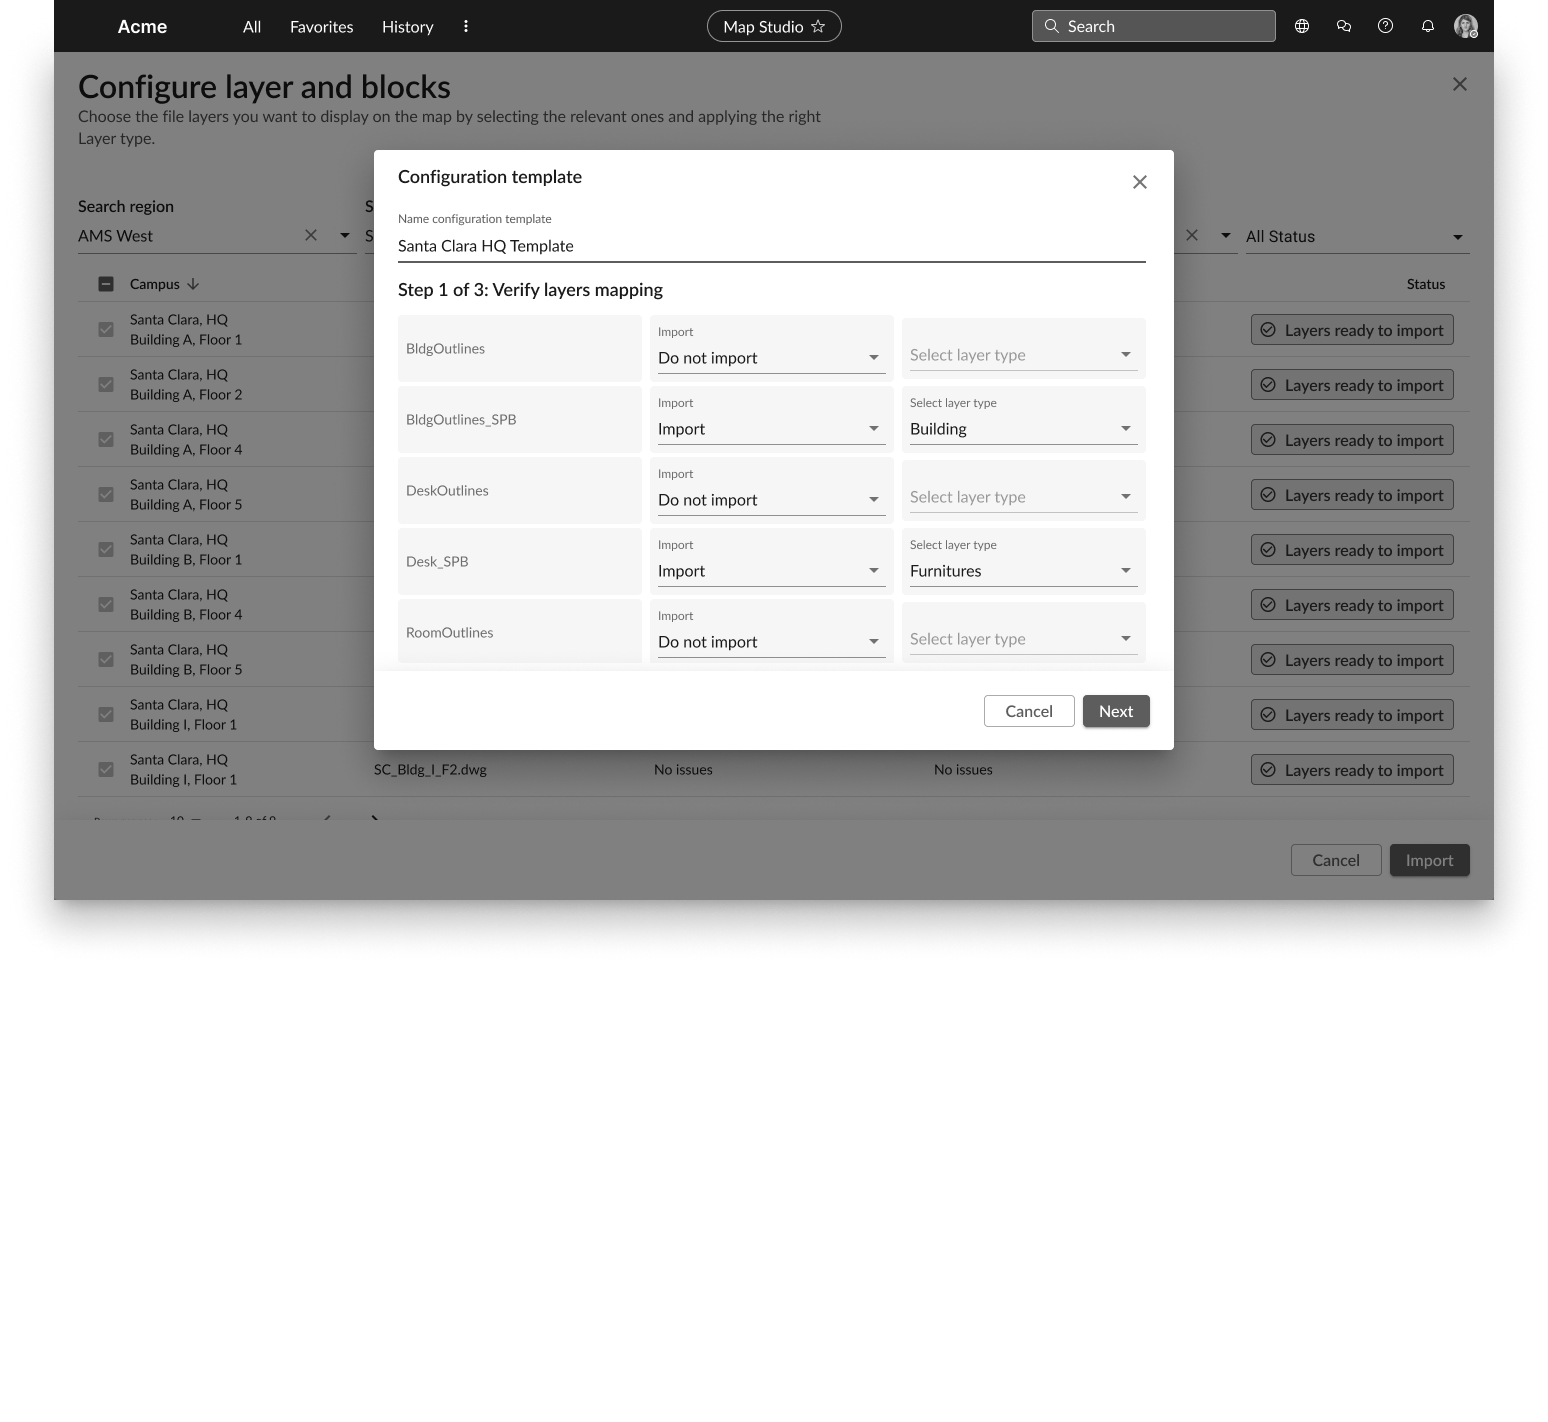 Acme
All
Favorites
History
Map Studio
Search
Configure layer and blocks
Choose the file layers you want to display on the map by selecting the relevant ones and applying the right
Layer type.
Search region
S
AMS West
S
All Status
Campus
Status
Santa Clara, HQ
Building A, Floor 1
Layers ready to import
Santa Clara, HQ
Building A, Floor 2
Layers ready to import
Santa Clara, HQ
Building A, Floor 4
Layers ready to import
Santa Clara, HQ
Building A, Floor 5
Layers ready to import
Santa Clara, HQ
Building B, Floor 1
Layers ready to import
Santa Clara, HQ
Building B, Floor 4
Layers ready to import
Santa Clara, HQ
Building B, Floor 5
Layers ready to import
Santa Clara, HQ
Building I, Floor 1
Layers ready to import
Santa Clara, HQ
Building I, Floor 1
SC_Bldg_I_F2.dwg
No issues
No issues
Layers ready to import
Cancel
Import
Configuration template
Name configuration template
Santa Clara HQ Template
Step 1 of 3: Verify layers mapping
BldgOutlines
Import
Do not import
Select layer type
BldgOutlines_SPB
Import
Import
Select layer type
Building
DeskOutlines
Import
Do not import
Select layer type
Desk_SPB
Import
Import
Select layer type
Furnitures
RoomOutlines
Import
Do not import
Select layer type
Cancel
Next